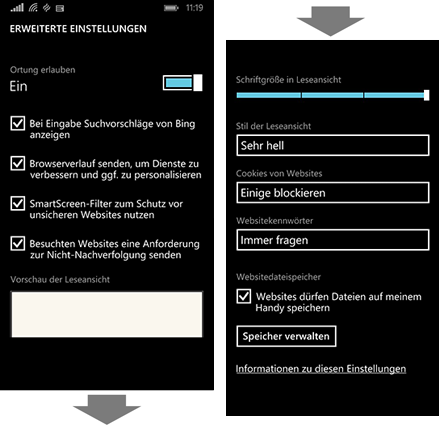 11:19
ERWEITERTE EINSTELLUNGEN
Ortung erlauben
Ein
Bei Eingabe Suchvorschläge von Bing
anzeigen
Browserverlauf senden, um Dienste zu
verbessern und ggf. zu personalisieren
SmartScreen-Filter zum Schutz vor
unsicheren Websites nutzen
Besuchten Websites eine Anforderung
zur Nicht-Nachverfolgung senden
Vorschau der Leseansicht
Schriftgröße in Leseansicht
Stil der Leseansicht
Sehr hell
Cookies von Websites
Einige blockieren
Websitekennwörter
Immer fragen
Websitedateispeicher
Websites dürfen Dateien auf meinem
Handy speichern
Speicher verwalten
Informationen zu diesen Einstellungen